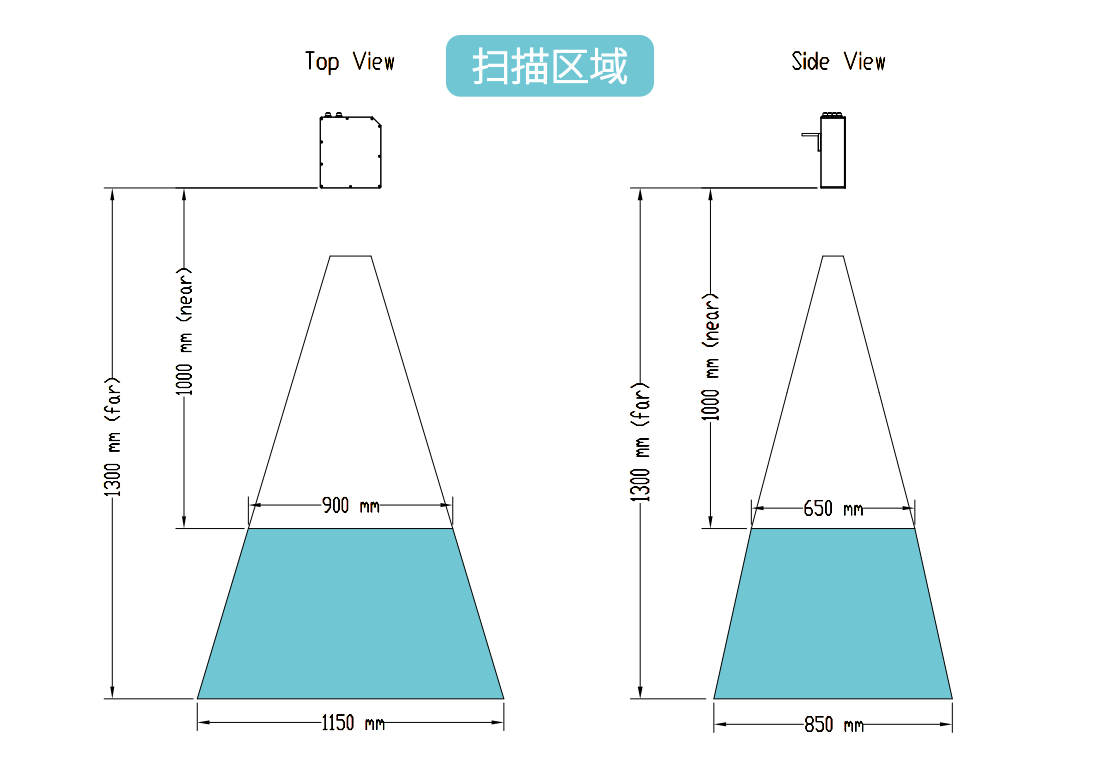 扫描区域
Top View
Side View
1300 mm (far)
1000 mm (near)
900 mm
1150 mm
1300 mm (far)
1000 mm (near)
650 mm
850 mm